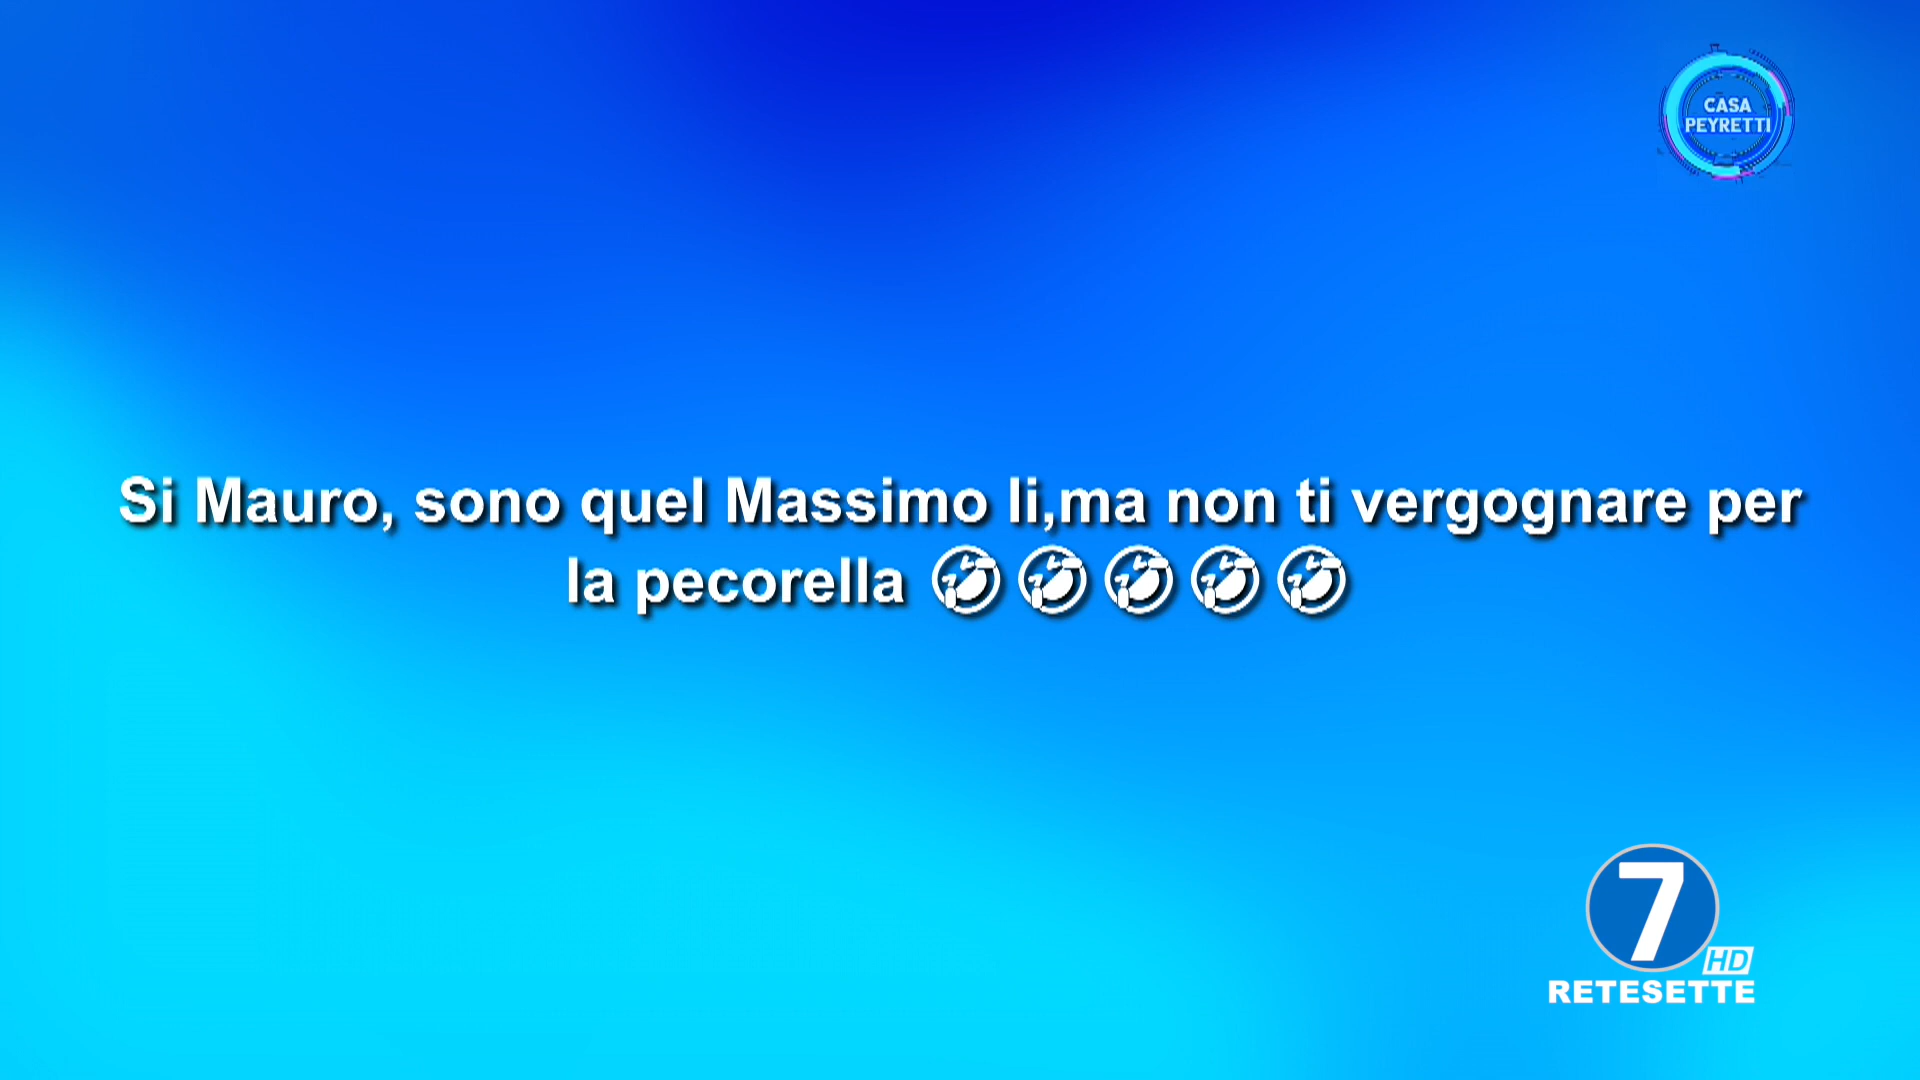 CASA
PEYRETTI
Si Mauro, sono quel Massimo li,ma non ti vergognare per
la pecorella 🤣🤣🤣🤣🤣
7
HD
RETESETTE